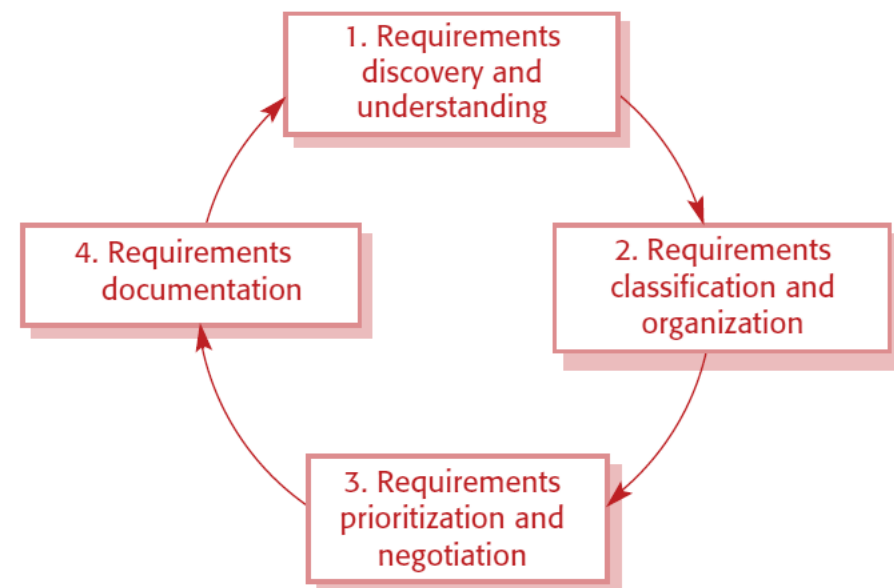 1. Requirements
discovery and
understanding
2. Requirements
classification and
organization
3. Requirements
prioritization and
negotiation
4. Requirements
documentation